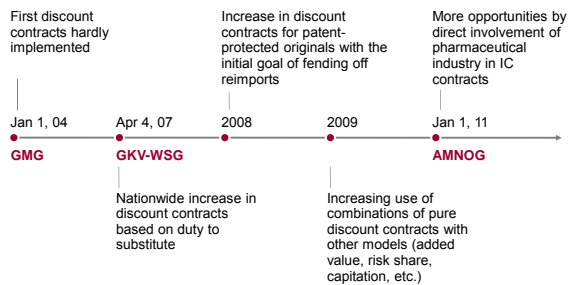 First discount
contracts hardly
implemented
Increase in discount
contracts for patent-
protected originals with the
initial goal of fending off
reimports
More opportunities by
direct involvement of
pharmaceutical
industry in IC
contracts
Jan 1, 04
Apr 4, 07
2008
2009
Jan 1, 11
GMG
GKV-WSG
AMNOG
Nationwide increase in
discount contracts
based on duty to
substitute
Increasing use of
combinations of pure
discount contracts with
other models (added
value, risk share,
capitation, etc.)